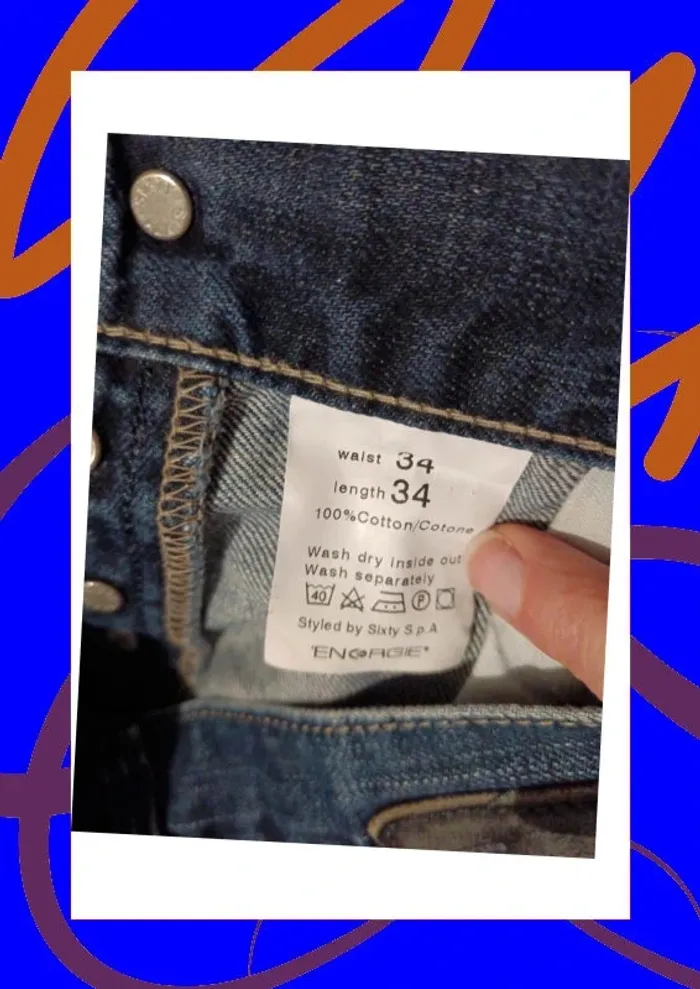 waist 34
length 34
100%Cotton/Cotone
Wash dry inside out
Wash separately
40 P
Styled by Sixty S.p.A
'ENERGIE*